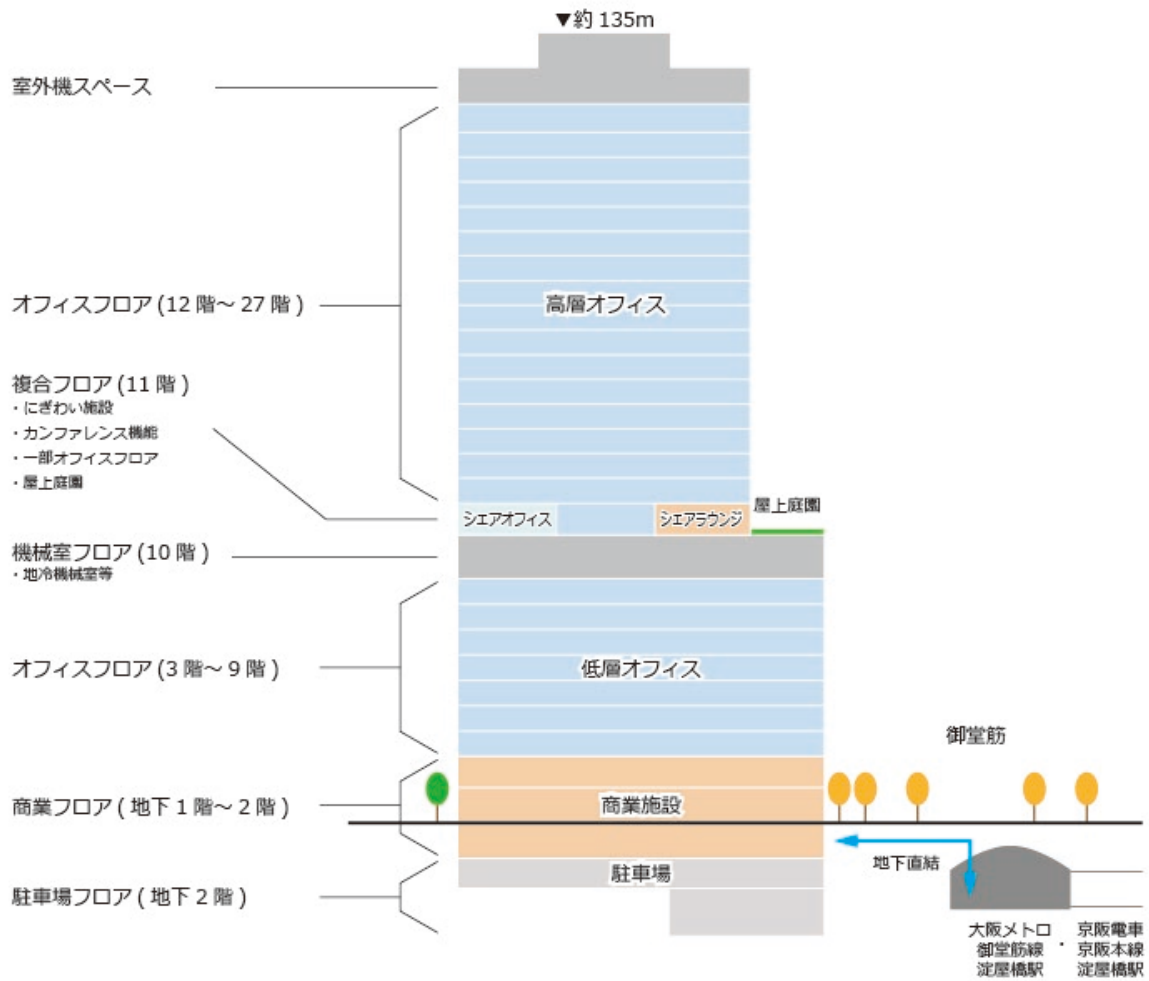 ▼約 135m
室外機スペース
オフィスフロア (12 階～ 27 階 )
高層オフィス
複合フロア (11 階 )
・にぎわい施設
・カンファレンス機能
・一部オフィスフロア
・屋上庭園
シェアオフィス
シェアラウンジ
屋上庭園
機械室フロア (10 階 )
・地冷機械室等
オフィスフロア (3 階～ 9 階 )
低層オフィス
御堂筋
商業フロア ( 地下 1 階～ 2 階 )
商業施設
地下直結
駐車場
駐車場フロア ( 地下 2 階 )
大阪メトロ
御堂筋線
淀屋橋駅
・
京阪電車
京阪本線
淀屋橋駅